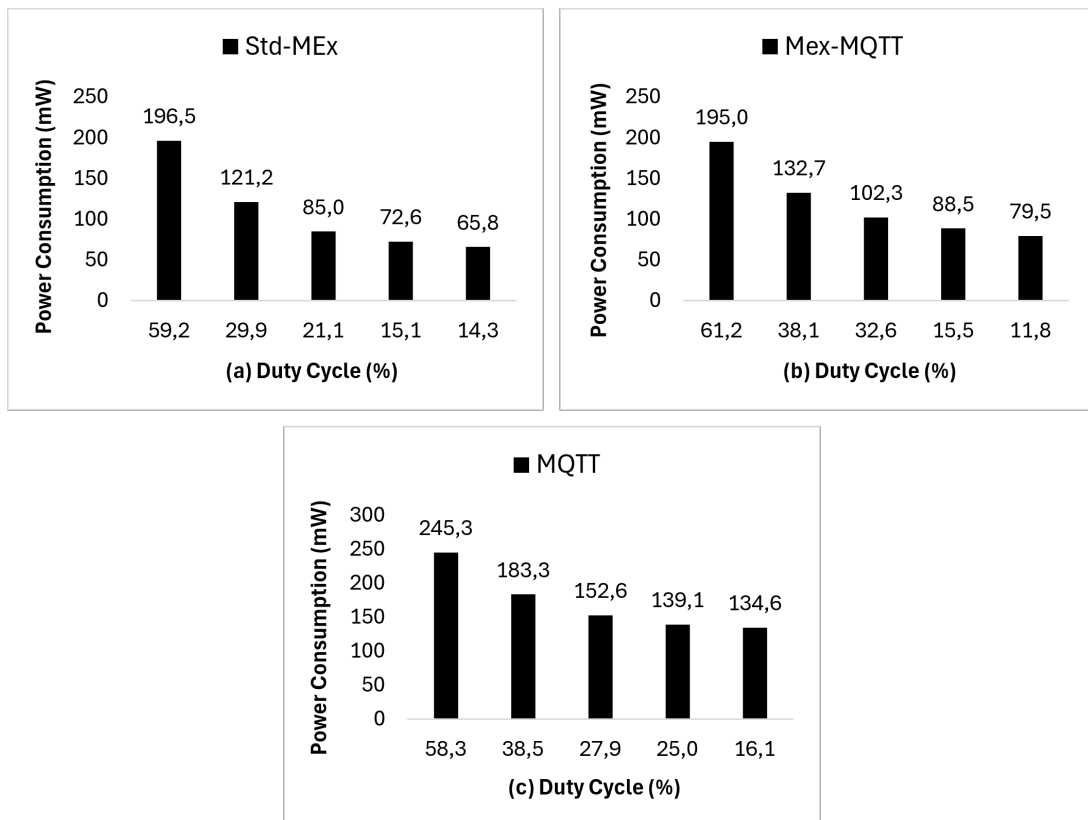 Std-MEx
Power Consumption (mW)
250
200
150
100
50
0
196,5
121,2
85,0
72,6
65,8
59,2 29,9 21,1 15,1 14,3
(a) Duty Cycle (%)
Mex-MQTT
Power Consumption (mW)
250
200
150
100
50
0
195,0
132,7
102,3
88,5
79,5
61,2 38,1 32,6 15,5 11,8
(b) Duty Cycle (%)
MQTT
Power Consumption (mW)
300
250
200
150
100
50
0
245,3
183,3
152,6
139,1
134,6
58,3 38,5 27,9 25,0 16,1
(c) Duty Cycle (%)